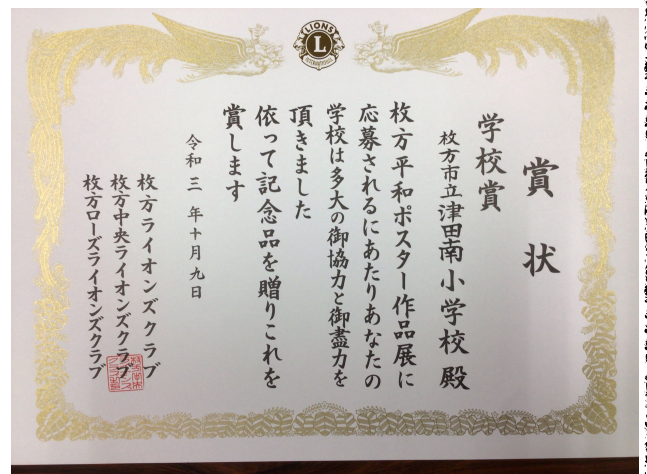 LIONS
L
INTERNATIONAL
賞状
学校賞
枚方市立津田南小学校殿
枚方平和ポスター作品展に
応募されるにあたりあなたの
学校は多大の御協力と御盡力を
頂きました
依って記念品を贈りこれを
賞します
令和三年十月九日
枚方ライオンズクラブ
枚方中央ライオンズクラブ
枚方ローズライオンズクラブ